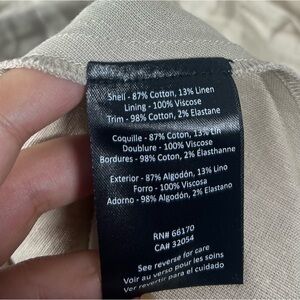 Shell - 87% Cotton, 13% Linen
Lining - 100% Viscose
Trim - 98% Cotton, 2% Elastane
Coquille - 87% Coton, 13% Lin
Doublure - 100% Viscose
Bordures - 98% Coton, 2% Élasthanne
Exterior - 87% Algodón, 13% Lino
Forro - 100% Viscosa
Adorno - 98% Algodón, 2% Elastano
RN# 66170
CA# 32054
See reverse for care
Voir au verso pour les soins
Ver revertir para el cuidado